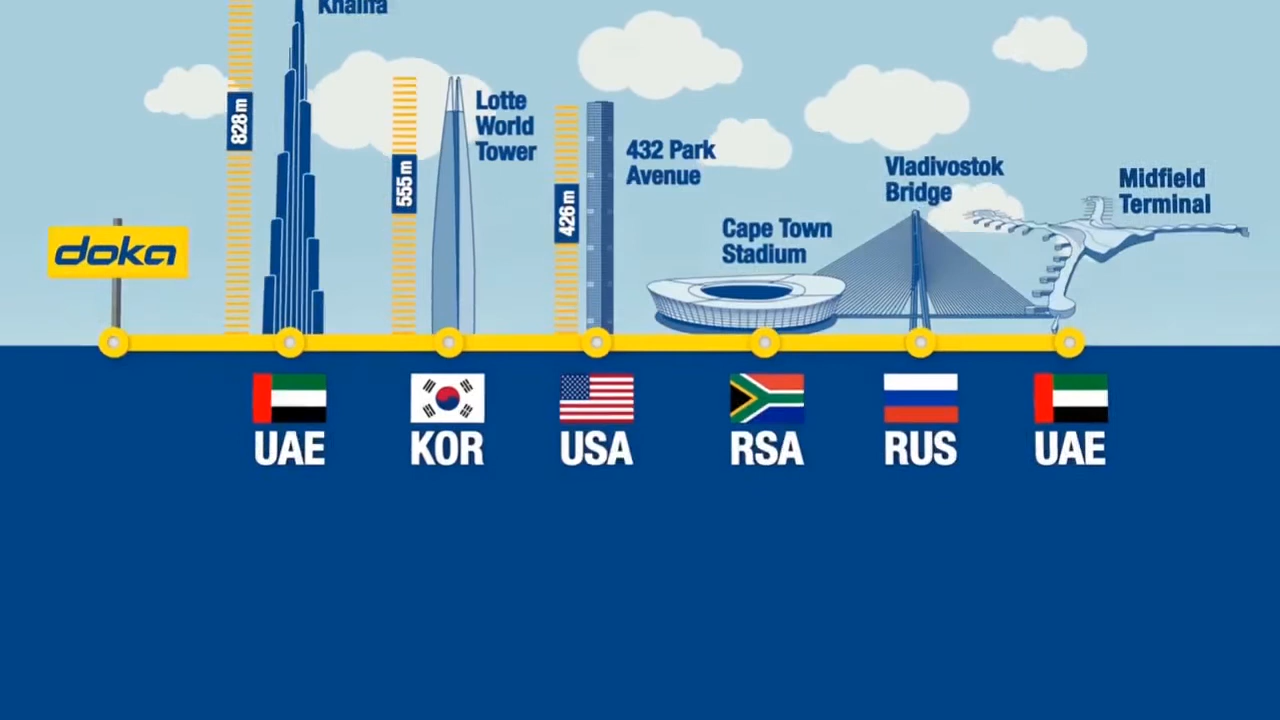 Khalifa
828 m
555 m
Lotte
World
Tower
426 m
432 Park
Avenue
Cape Town
Stadium
Vladivostok
Bridge
Midfield
Terminal
doka
UAE
KOR
USA
RSA
RUS
UAE